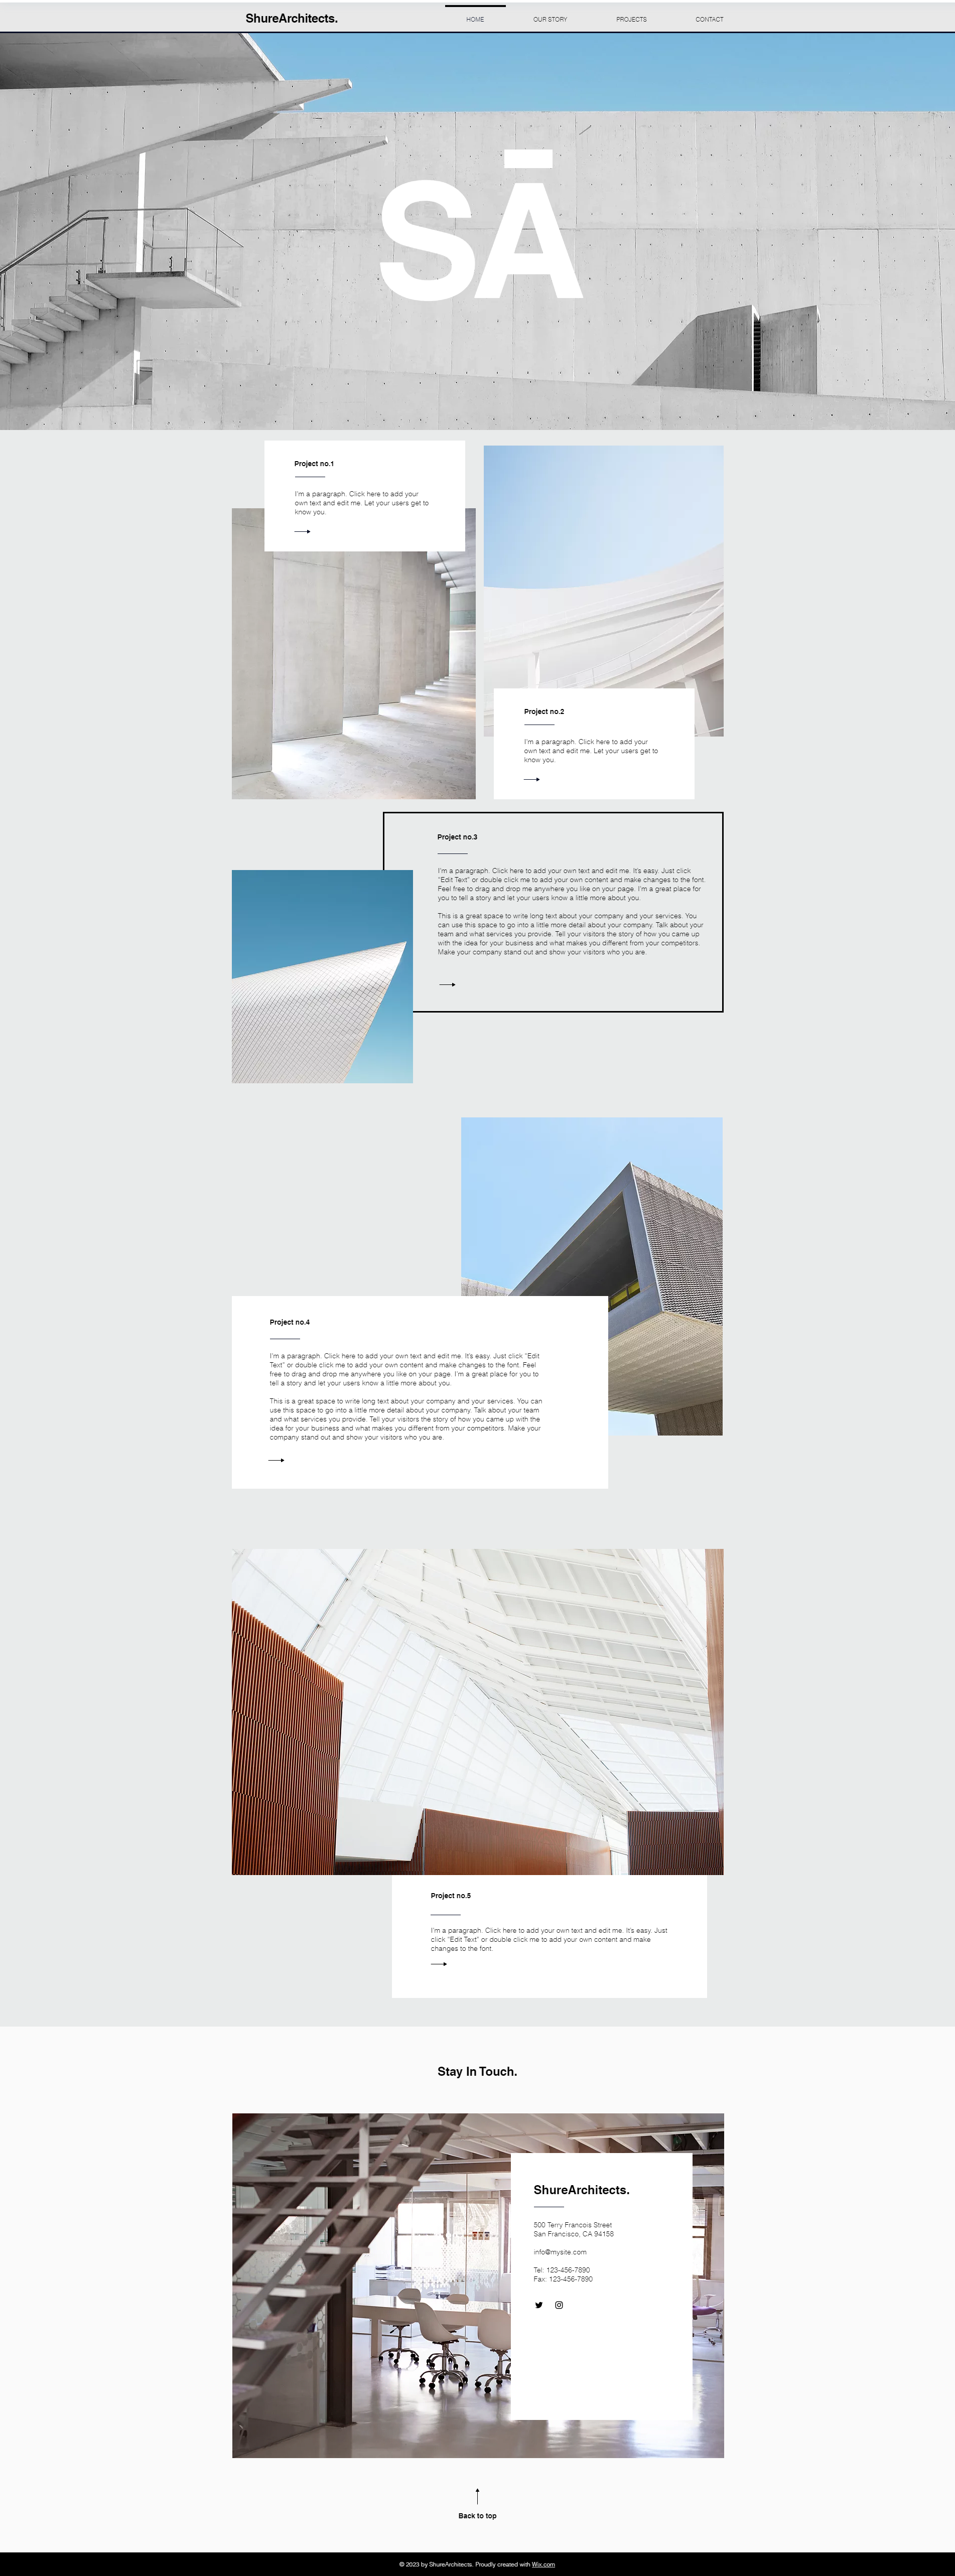 ShureArchitects.
HOME
OUR STORY
PROJECTS
CONTACT
SĀ
Project no.1
I'm a paragraph. Click here to add your
own text and edit me. Let your users get to
know you.
Project no.2
I'm a paragraph. Click here to add your
own text and edit me. Let your users get to
know you.
Project no.3
I'm a paragraph. Click here to add your own text and edit me. It's easy. Just click
"Edit Text" or double click me to add your own content and make changes to the font.
Feel free to drag and drop me anywhere you like on your page. I'm a great place for
you to tell a story and let your users know a little more about you.
This is a great space to write long text about your company and your services. You
can use this space to go into a little more detail about your company. Talk about your
team and what services you provide. Tell your visitors the story of how you came up
with the idea for your business and what makes you different from your competitors.
Make your company stand out and show your visitors who you are.
Project no.4
I'm a paragraph. Click here to add your own text and edit me. It's easy. Just click "Edit
Text" or double click me to add your own content and make changes to the font. Feel
free to drag and drop me anywhere you like on your page. I'm a great place for you to
tell a story and let your users know a little more about you.
This is a great space to write long text about your company and your services. You can
use this space to go into a little more detail about your company. Talk about your team
and what services you provide. Tell your visitors the story of how you came up with the
idea for your business and what makes you different from your competitors. Make your
company stand out and show your visitors who you are.
Project no.5
I'm a paragraph. Click here to add your own text and edit me. It's easy. Just
click "Edit Text" or double click me to add your own content and make
changes to the font.
Stay In Touch.
ShureArchitects.
500 Terry Francois Street
San Francisco, CA 94158
info@mysite.com
Tel: 123-456-7890
Fax: 123-456-7890
Back to top
© 2023 by ShureArchitects. Proudly created with Wix.com